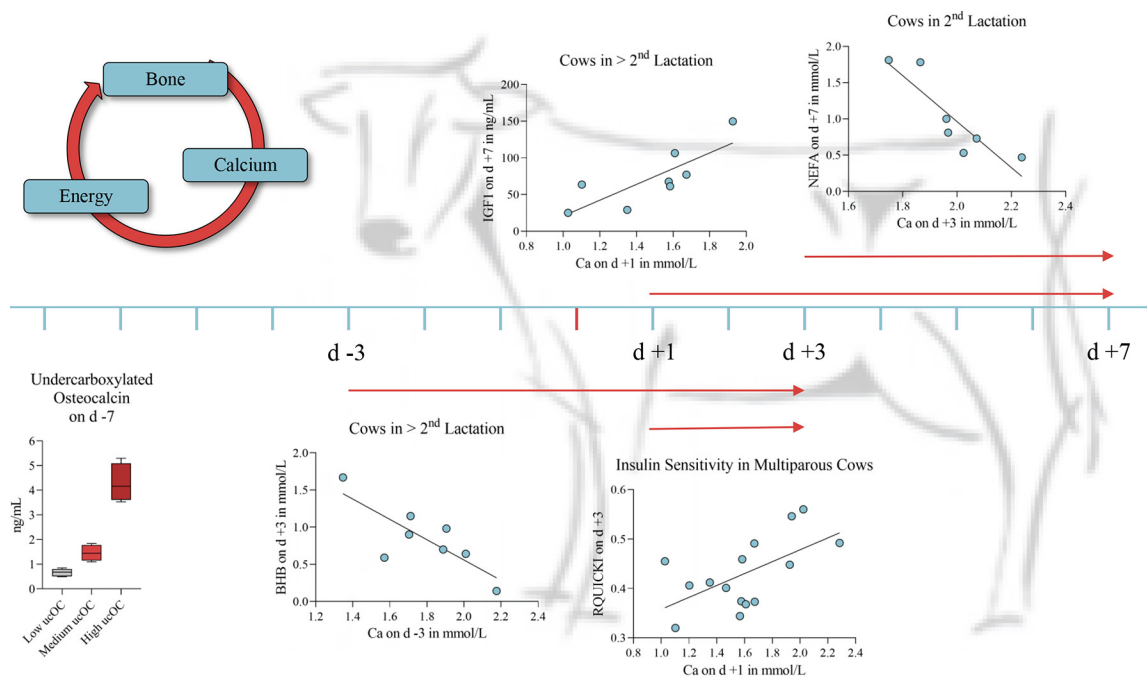 Bone
Calcium
Energy
Cows in > 2nd Lactation
IGF1 on d +7 in ng/mL
200
150
100
50
0
0.8 1.0 1.2 1.4 1.6 1.8 2.0
Ca on d +1 in mmol/L
Cows in 2nd Lactation
NEFA on d +7 in mmol/L
2.0
1.5
1.0
0.5
0.0
1.6 1.8 2.0 2.2 2.4
Ca on d +3 in mmol/L
d -3 d +1 d +3 d +7
Undercarboxylated
Osteocalcin
on d -7
ng/mL
6
5
4
3
2
1
0
Low ucOC
Medium ucOC
High ucOC
Cows in > 2nd Lactation
BHB on d +3 in mmol/L
2.0
1.5
1.0
0.5
0.0
1.2 1.4 1.6 1.8 2.0 2.2 2.4
Ca on d -3 in mmol/L
Insulin Sensitivity in Multiparous Cows
RQUICKI on d +3
0.6
0.5
0.4
0.3
0.8 1.0 1.2 1.4 1.6 1.8 2.0 2.2 2.4
Ca on d +1 in mmol/L